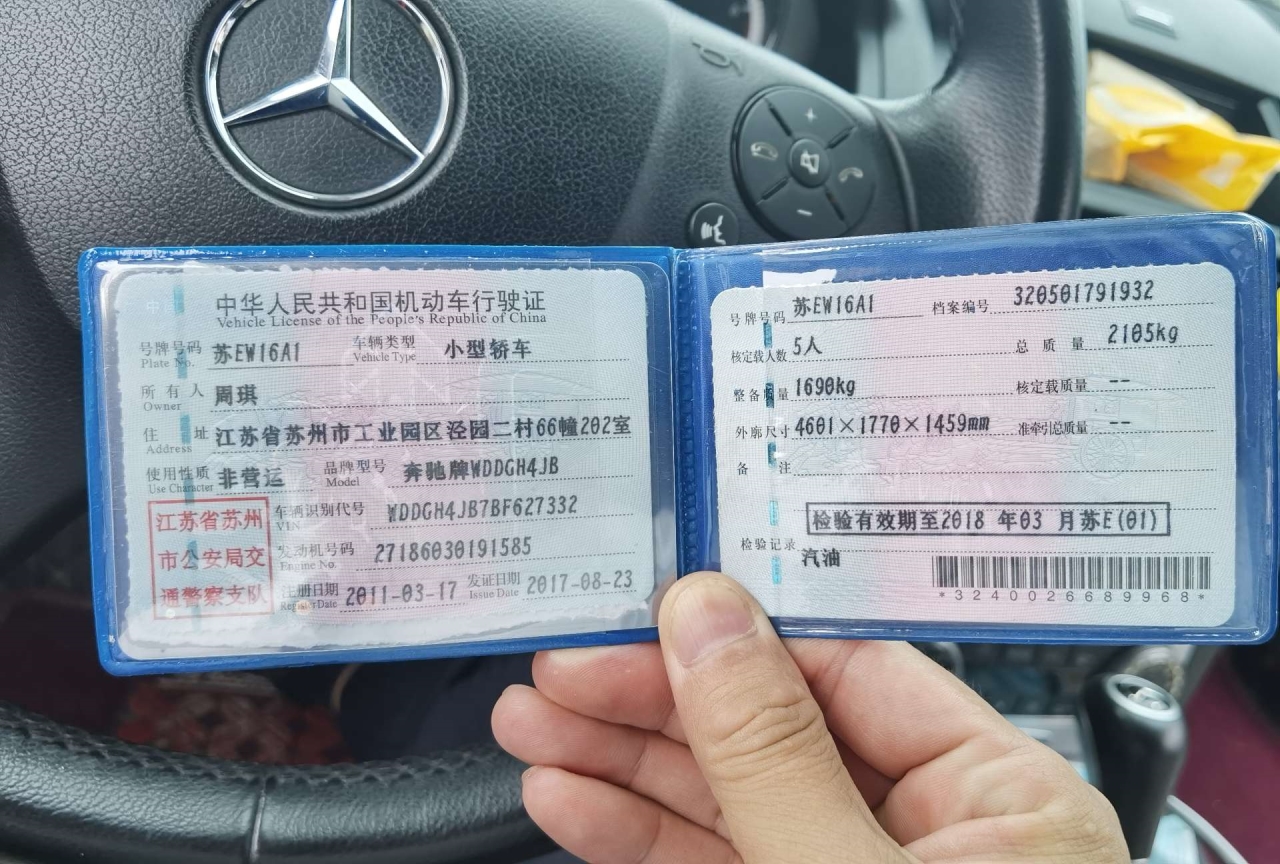 中华人民共和国机动车行驶证
Vehicle License of the People's Republic of China
号牌号码 苏EW16A1 车辆类型 小型轿车
Plate No. Vehicle Type
所有人 周琪
Owner
住址 江苏省苏州市工业园区泾园二村66幢202室
Address
使用性质 非营运 品牌型号 奔驰牌WDDGH4JB
Use Character Model
江苏省苏州
市公安局交
通警察支队
车辆识别代号 WDDGH4JB7BF627332
VIN
发动机号码 27186030191585
Engine No.
注册日期 2011-03-17 发证日期 2017-08-23
Register Date Issue Date
号牌号码 苏EW16A1 档案编号 320501791932
核定载人数 5人 总质量 2105kg
整备质量 1690kg 核定载质量 --
外廓尺寸 4601×1770×1459mm 准牵引总质量 --
备注
检验有效期至2018 年03 月苏E(01)
检验记录
汽油
*3240026689968*